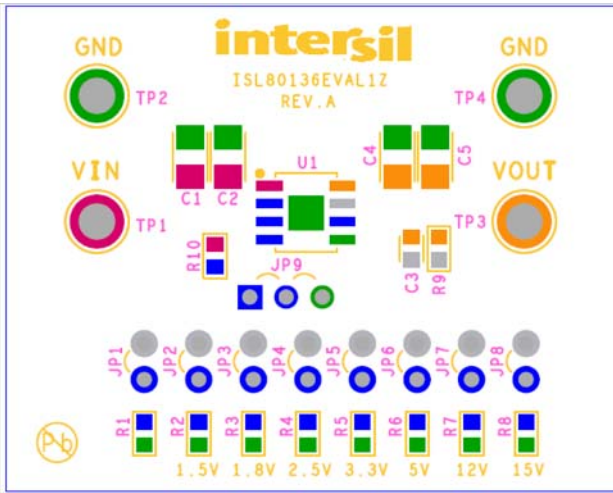 GND
intersil
GND
ISL80136EVAL1Z
REV.A
TP2
TP4
VIN
C4
C5
U1
VOUT
C1
C2
TP1
TP3
R10
JP9
C3
R9
JP1
JP2
JP3
JP4
JP5
JP6
JP7
JP8
R1
R2
R3
R4
R5
R6
R7
R8
Pb
1.5V
1.8V
2.5V
3.3V
5V
12V
15V